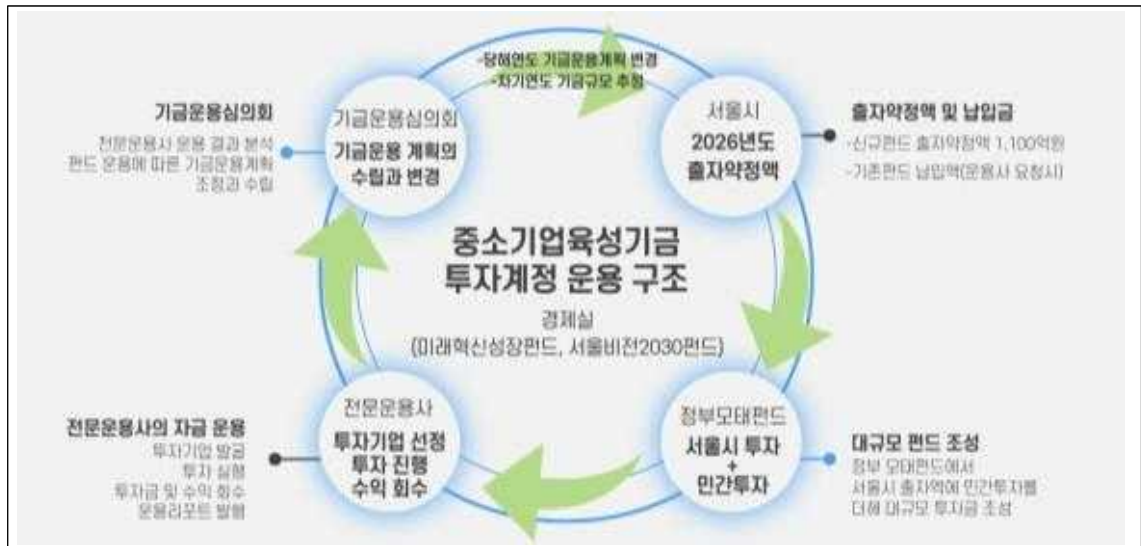 -당해연도 기금운용계획 변경
-차기연도 기금규모 추정
기금운용심의회
전문운용사 운용 결과 분석
펀드 운용에 따른 기금운용계획
조정과 수립
기금운용심의회
기금운용 계획의
수립과 변경
서울시
2026년도
출자약정액
출자약정액 및 납입금
-신규펀드 출자약정액 1,100억원
-기존펀드 납입액(운용사 요청시)
중소기업육성기금
투자계정 운용 구조
경제실
(미래혁신성장펀드, 서울비전2030펀드)
전문운용사의 자금 운용
투자기업 발굴
투자 실행
투자금 및 수익 회수
운용리포트 발행
전문운용사
투자기업 선정
투자 진행
수익 회수
정부모태펀드
서울시 투자
+
민간투자
대규모 펀드 조성
정부 모태펀드에서
서울시 출자액에 민간투자를
더해 대규모 투자금 조성